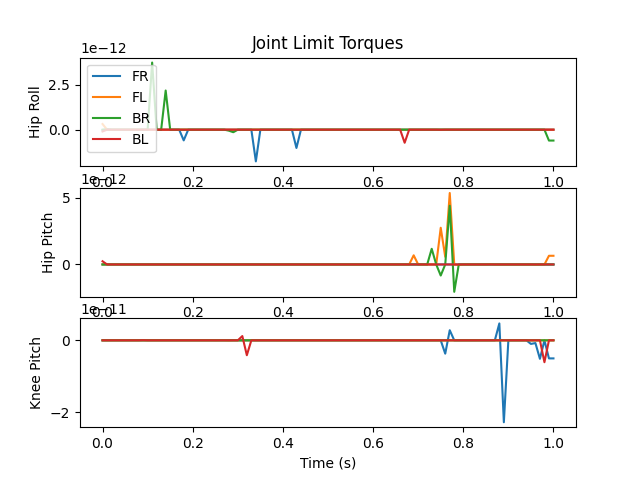 Joint Limit Torques
1e−12
Hip Roll
2.5
0.0
FR
FL
BR
BL
0.0 0.2 0.4 0.6 0.8 1.0
1e−12
Hip Pitch
5
0
0.0 0.2 0.4 0.6 0.8 1.0
1e−11
Knee Pitch
0
−2
0.0 0.2 0.4 0.6 0.8 1.0
Time (s)